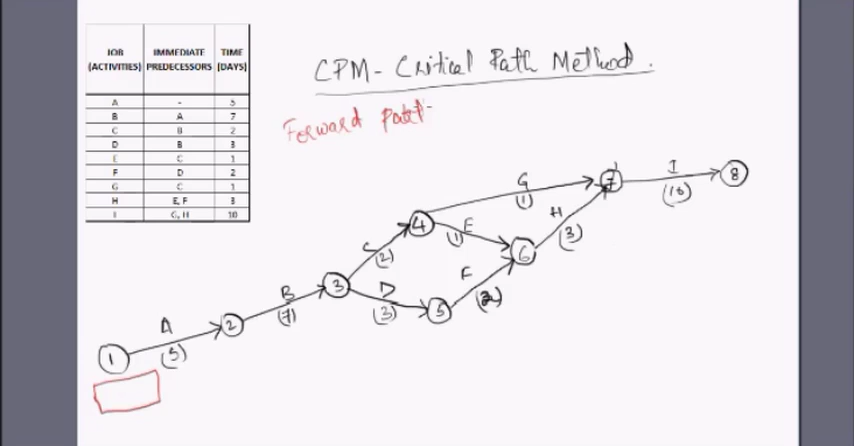 JOB (ACTIVITIES) IMMEDIATE PREDECESSORS TIME (DAYS)
A - 5
B A 7
C B 2
D B 3
E C 1
F D 2
G C 1
H E, F 3
I G, H 10
CPM - Critical Path Method.
Forward
G
(1)
I
(10)
7
8
H
(3)
4
E
(1)
6
C
(2)
F
(2)
B
(7)
3
D
(3)
5
A
(5)
2
1